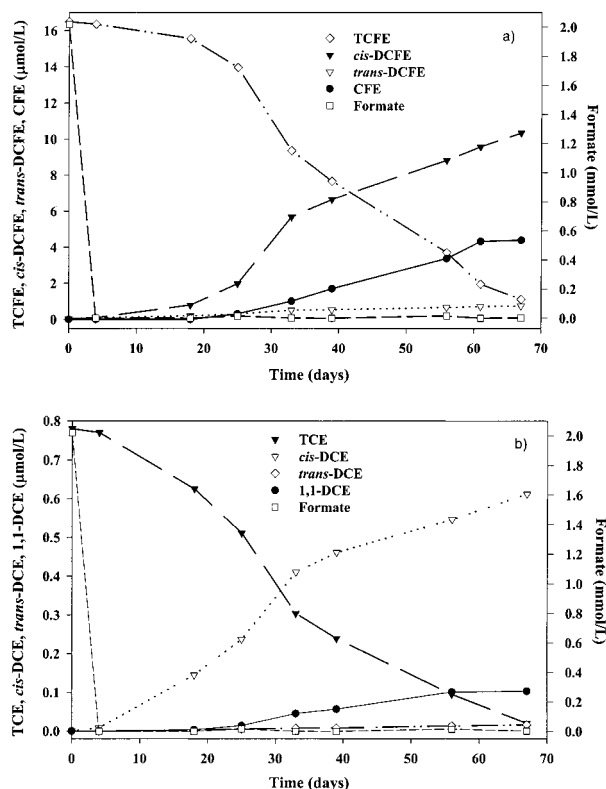 a)
TCFE
cis-DCFE
trans-DCFE
CFE
Formate
TCFE, cis-DCFE, trans-DCFE, CFE (µmol/L)
16
14
12
10
8
6
4
2
0
Formate (mmol/L)
2.0
1.8
1.6
1.4
1.2
1.0
0.8
0.6
0.4
0.2
0.0
0 10 20 30 40 50 60 70
Time (days)
b)
TCE
cis-DCE
trans-DCE
1,1-DCE
Formate
TCE, cis-DCE, trans-DCE, 1,1-DCE (µmol/L)
0.8
0.7
0.6
0.5
0.4
0.3
0.2
0.1
0.0
Formate (mmol/L)
2.0
1.8
1.6
1.4
1.2
1.0
0.8
0.6
0.4
0.2
0.0
0 10 20 30 40 50 60 70
Time (days)